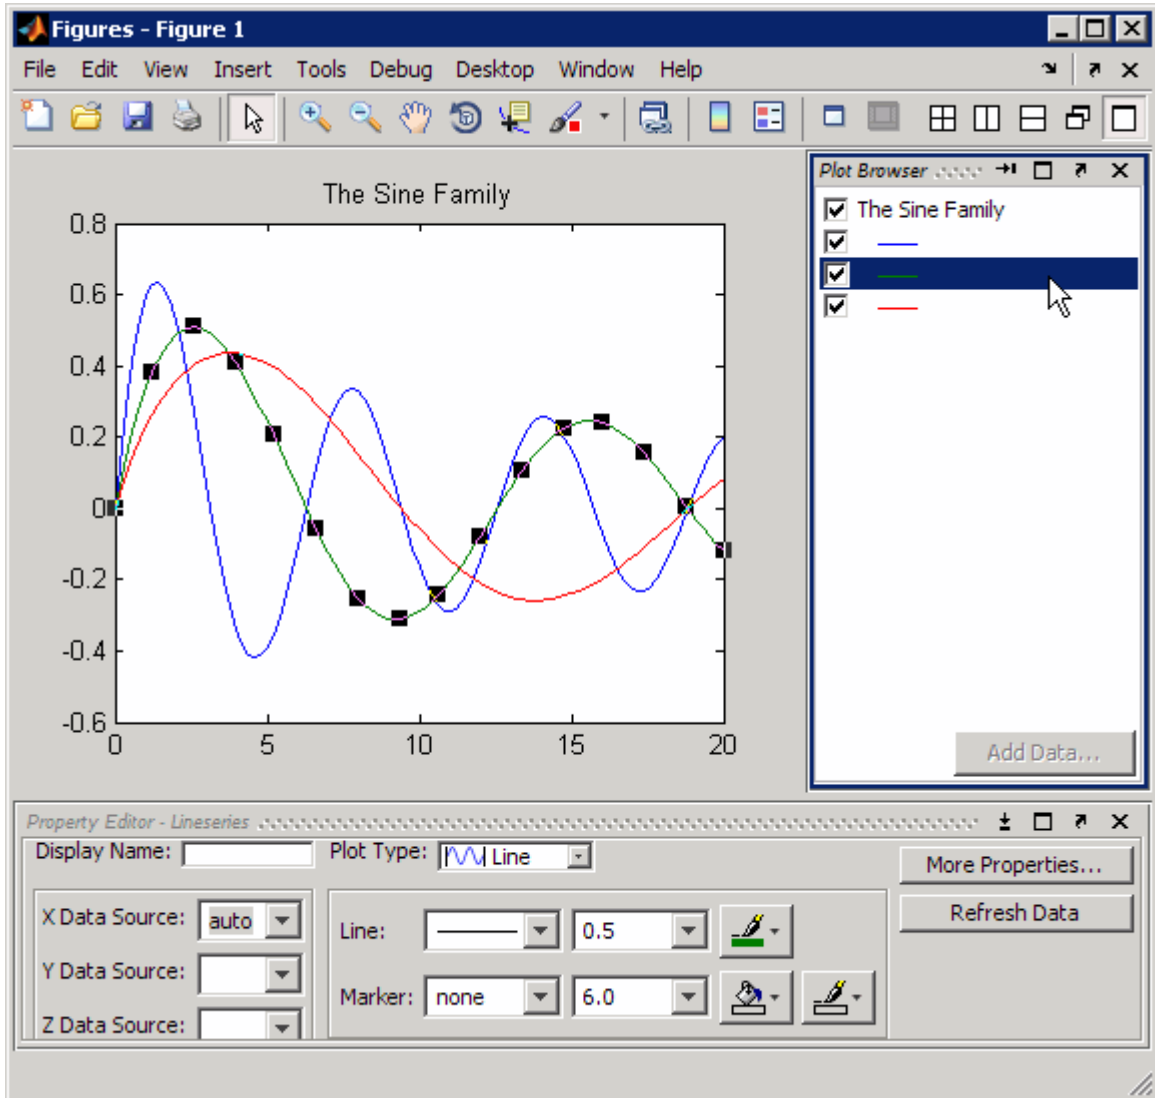 Figures - Figure 1
File Edit View Insert Tools Debug Desktop Window Help
Plot Browser
The Sine Family
The Sine Family
0.8
0.6
0.4
0.2
0
-0.2
-0.4
-0.6
0 5 10 15 20
Add Data...
Property Editor - Lineseries
Display Name: Plot Type: Line
More Properties...
X Data Source: auto
Line: 0.5
Refresh Data
Y Data Source:
Marker: none 6.0
Z Data Source: